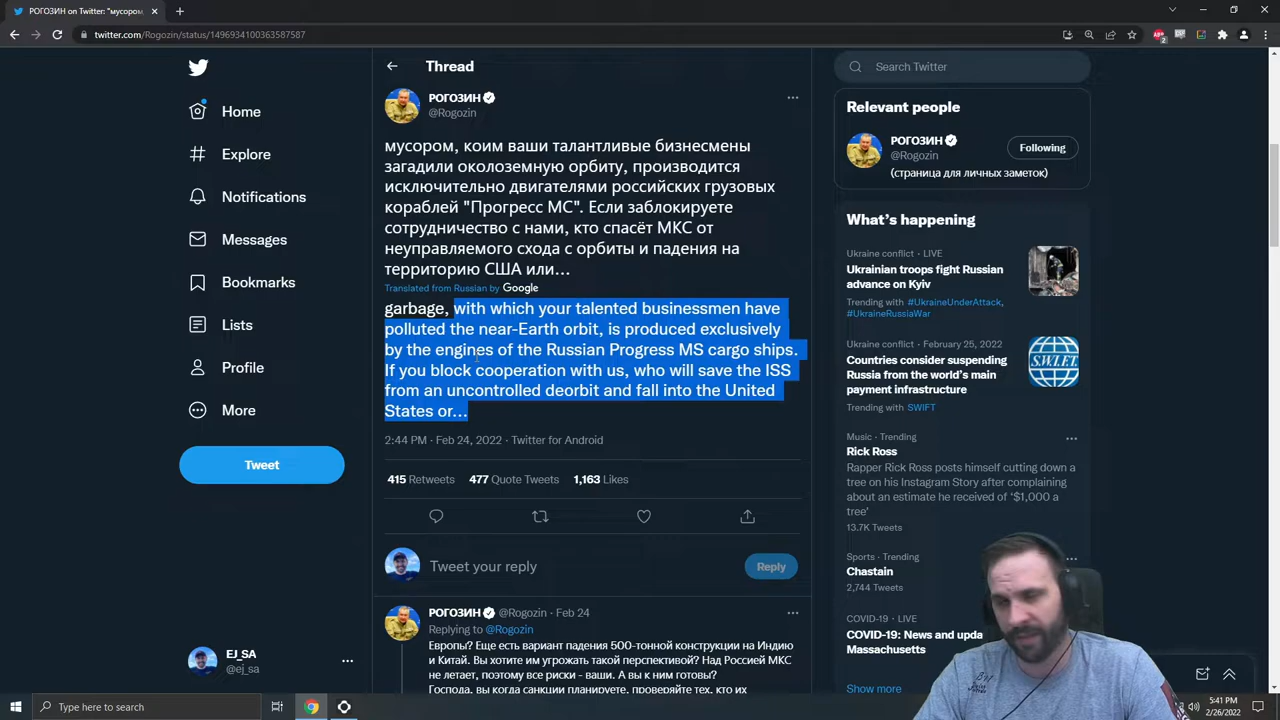 РОГОЗИН on Twitter: "мусором,
twitter.com/Rogozin/status/1496934100363587587
Home
Explore
Notifications
Messages
Bookmarks
Lists
Profile
More
Tweet
EJ_SA
@ej_sa
Thread
РОГОЗИН
@Rogozin
мусором, коим ваши талантливые бизнесмены
загадили околоземную орбиту, производится
исключительно двигателями российских грузовых
кораблей "Прогресс МС". Если заблокируете
сотрудничество с нами, кто спасёт МКС от
неуправляемого схода с орбиты и падения на
территорию США или…
Translated from Russian by Google
garbage, with which your talented businessmen have
polluted the near-Earth orbit, is produced exclusively
by the engines of the Russian Progress MS cargo ships.
If you block cooperation with us, who will save the ISS
from an uncontrolled deorbit and fall into the United
States or…
2:44 PM · Feb 24, 2022 · Twitter for Android
415 Retweets 477 Quote Tweets 1,163 Likes
Tweet your reply
Reply
РОГОЗИН @Rogozin · Feb 24
Replying to @Rogozin
Европы? Еще есть вариант падения 500-тонной конструкции на Индию
и Китай. Вы хотите им угрожать такой перспективой? Над Россией МКС
не летает, поэтому все риски - ваши. А вы к ним готовы?
Господа, вы когда санкции планируете, проверяйте тех, кто их
Search Twitter
Relevant people
РОГОЗИН
@Rogozin
Following
(страница для личных заметок)
What's happening
Ukraine conflict · LIVE
Ukrainian troops fight Russian
advance on Kyiv
Trending with #UkraineUnderAttack,
#UkraineRussiaWar
Ukraine conflict · February 25, 2022
Countries consider suspending
Russia from the world's main
payment infrastructure
Trending with SWIFT
S.W.I.F.T.
Music · Trending
Rick Ross
Rapper Rick Ross posts himself cutting down a
tree on his Instagram Story after complaining
about an estimate he received of '$1,000 a
tree'
13.7K Tweets
Sports · Trending
Chastain
2,744 Tweets
COVID-19 · LIVE
COVID-19: News and upda
Massachusetts
Show more
Type here to search
5:41 PM
2/26/2022